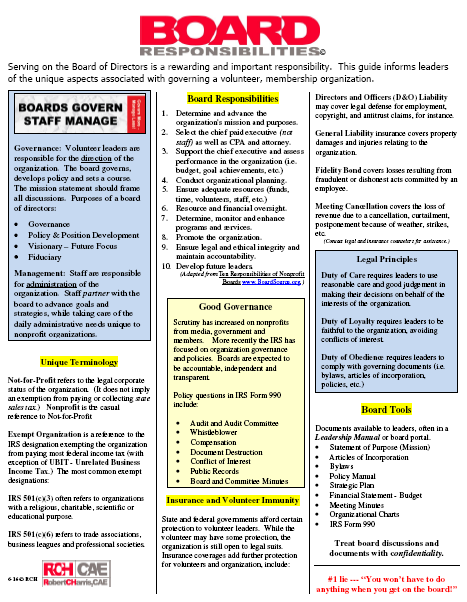 BOARD
RESPONSIBILITIES©
Serving on the Board of Directors is a rewarding and important responsibility. This guide informs leaders
of the unique aspects associated with governing a volunteer, membership organization.
BOARDS GOVERN
STAFF MANAGE
Governance: Volunteer leaders are
responsible for the direction of the
organization. The board governs,
develops policy and sets a course.
The mission statement should frame
all discussions. Purposes of a board
of directors:
• Governance
• Policy & Position Development
• Visionary – Future Focus
• Fiduciary
Management: Staff are responsible
for administration of the
organization. Staff partner with the
board to advance goals and
strategies, while taking care of the
daily administrative needs unique to
nonprofit organizations.
Unique Terminology
Not-for-Profit refers to the legal corporate
status of the organization. (It does not imply
an exemption from paying or collecting state
sales tax.) Nonprofit is the casual
reference to Not-for-Profit
Exempt Organization is a reference to the
IRS designation exempting the organization
from paying most federal income tax (with
exception of UBIT - Unrelated Business
Income Tax.) The most common exempt
designations:
IRS 501(c)(3) often refers to organizations
with a religious, charitable, scientific or
educational purpose.
IRS 501(c)(6) refers to trade associations,
business leagues and professional societies.
6-16 © RCH
RCH CAE
Robert C Harris, CAE
Board Responsibilities
1. Determine and advance the
organization's mission and purposes.
2. Select the chief paid executive (not
staff) as well as CPA and attorney.
3. Support the chief executive and assess
performance in the organization (i.e.
budget, goal achievements, etc.)
4. Conduct organizational planning.
5. Ensure adequate resources (funds,
time, volunteers, staff, etc.)
6. Resource and financial oversight.
7. Determine, monitor and enhance
programs and services.
8. Promote the organization.
9. Ensure legal and ethical integrity and
maintain accountability.
10. Develop future leaders.
(Adapted from Ten Responsibilities of Nonprofit
Boards www.BoardSource.org.)
Good Governance
Scrutiny has increased on nonprofits
from media, government and
members. More recently the IRS has
focused on organization governance
and policies. Boards are expected to
be accountable, independent and
transparent.
Policy questions in IRS Form 990
include:
• Audit and Audit Committee
• Whistleblower
• Compensation
• Document Destruction
• Conflict of Interest
• Public Records
• Board and Committee Minutes
Insurance and Volunteer Immunity
State and federal governments afford certain
protection to volunteer leaders. While the
volunteer may have some protection, the
organization is still open to legal suits.
Insurance coverages add further protection
for volunteers and organization, include:
Directors and Officers (D&O) Liability
may cover legal defense for employment,
copyright, and antitrust claims, for instance.
General Liability insurance covers property
damages and injuries relating to the
organization.
Fidelity Bond covers losses resulting from
fraudulent or dishonest acts committed by an
employee.
Meeting Cancellation covers the loss of
revenue due to a cancellation, curtailment,
postponement because of weather, strikes,
etc.
(Contact legal and insurance counselors for assistance.)
Legal Principles
Duty of Care requires leaders to use
reasonable care and good judgement in
making their decisions on behalf of the
interests of the organization.
Duty of Loyalty requires leaders to be
faithful to the organization, avoiding
conflicts of interest.
Duty of Obedience requires leaders to
comply with governing documents (i.e.
bylaws, articles of incorporation,
policies, etc.)
Board Tools
Documents available to leaders, often in a
Leadership Manual or board portal.
• Statement of Purpose (Mission)
• Articles of Incorporation
• Bylaws
• Policy Manual
• Strategic Plan
• Financial Statement - Budget
• Meeting Minutes
• Organizational Charts
• IRS Form 990
Treat board discussions and
documents with confidentiality.
#1 lie --- “You won't have to do
anything when you get on the board!”